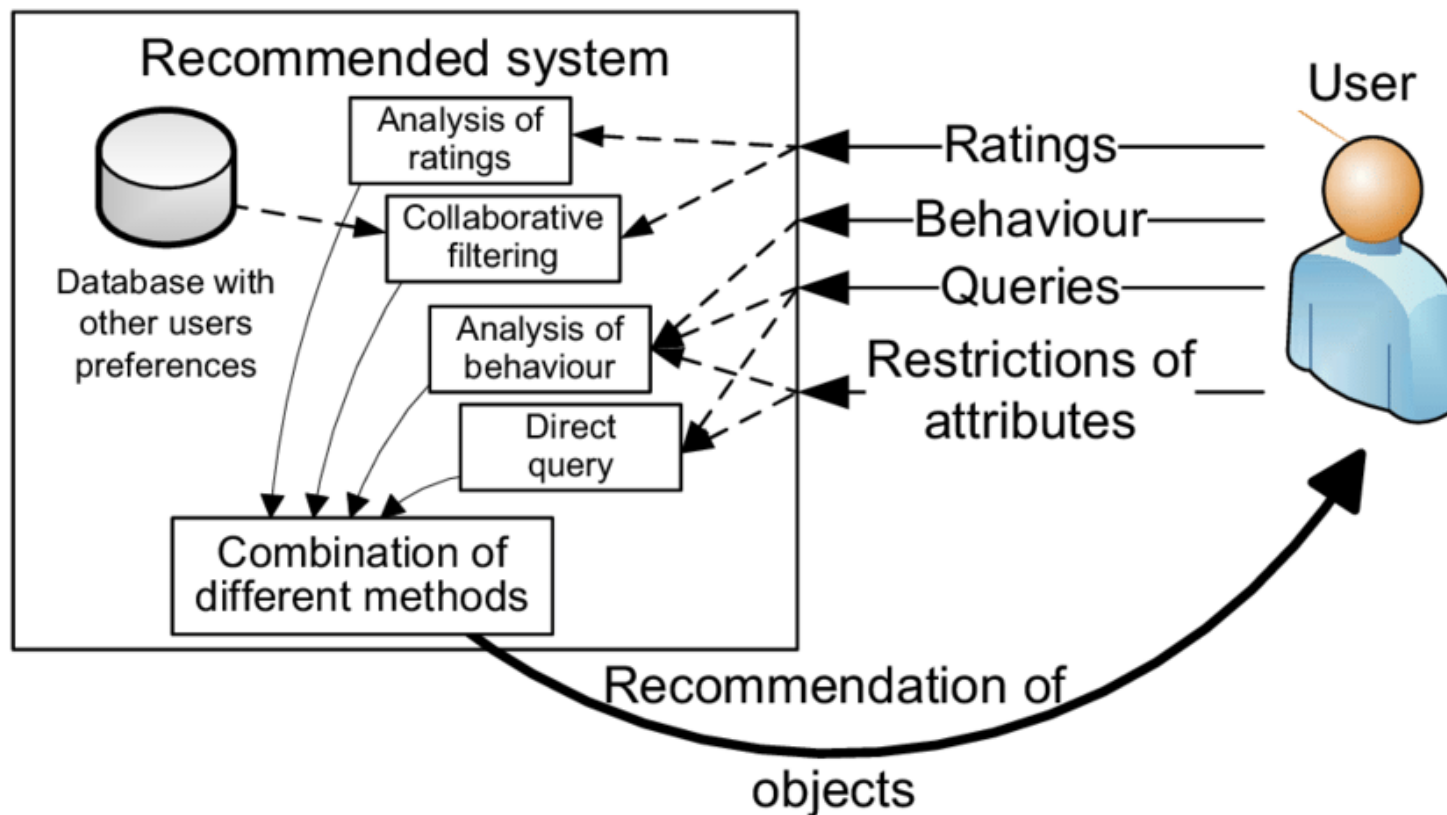 Recommended system
Analysis of
ratings
Collaborative
filtering
Analysis of
behaviour
Direct
query
Database with
other users
preferences
Combination of
different methods
User
Ratings
Behaviour
Queries
Restrictions of
attributes
Recommendation of
objects